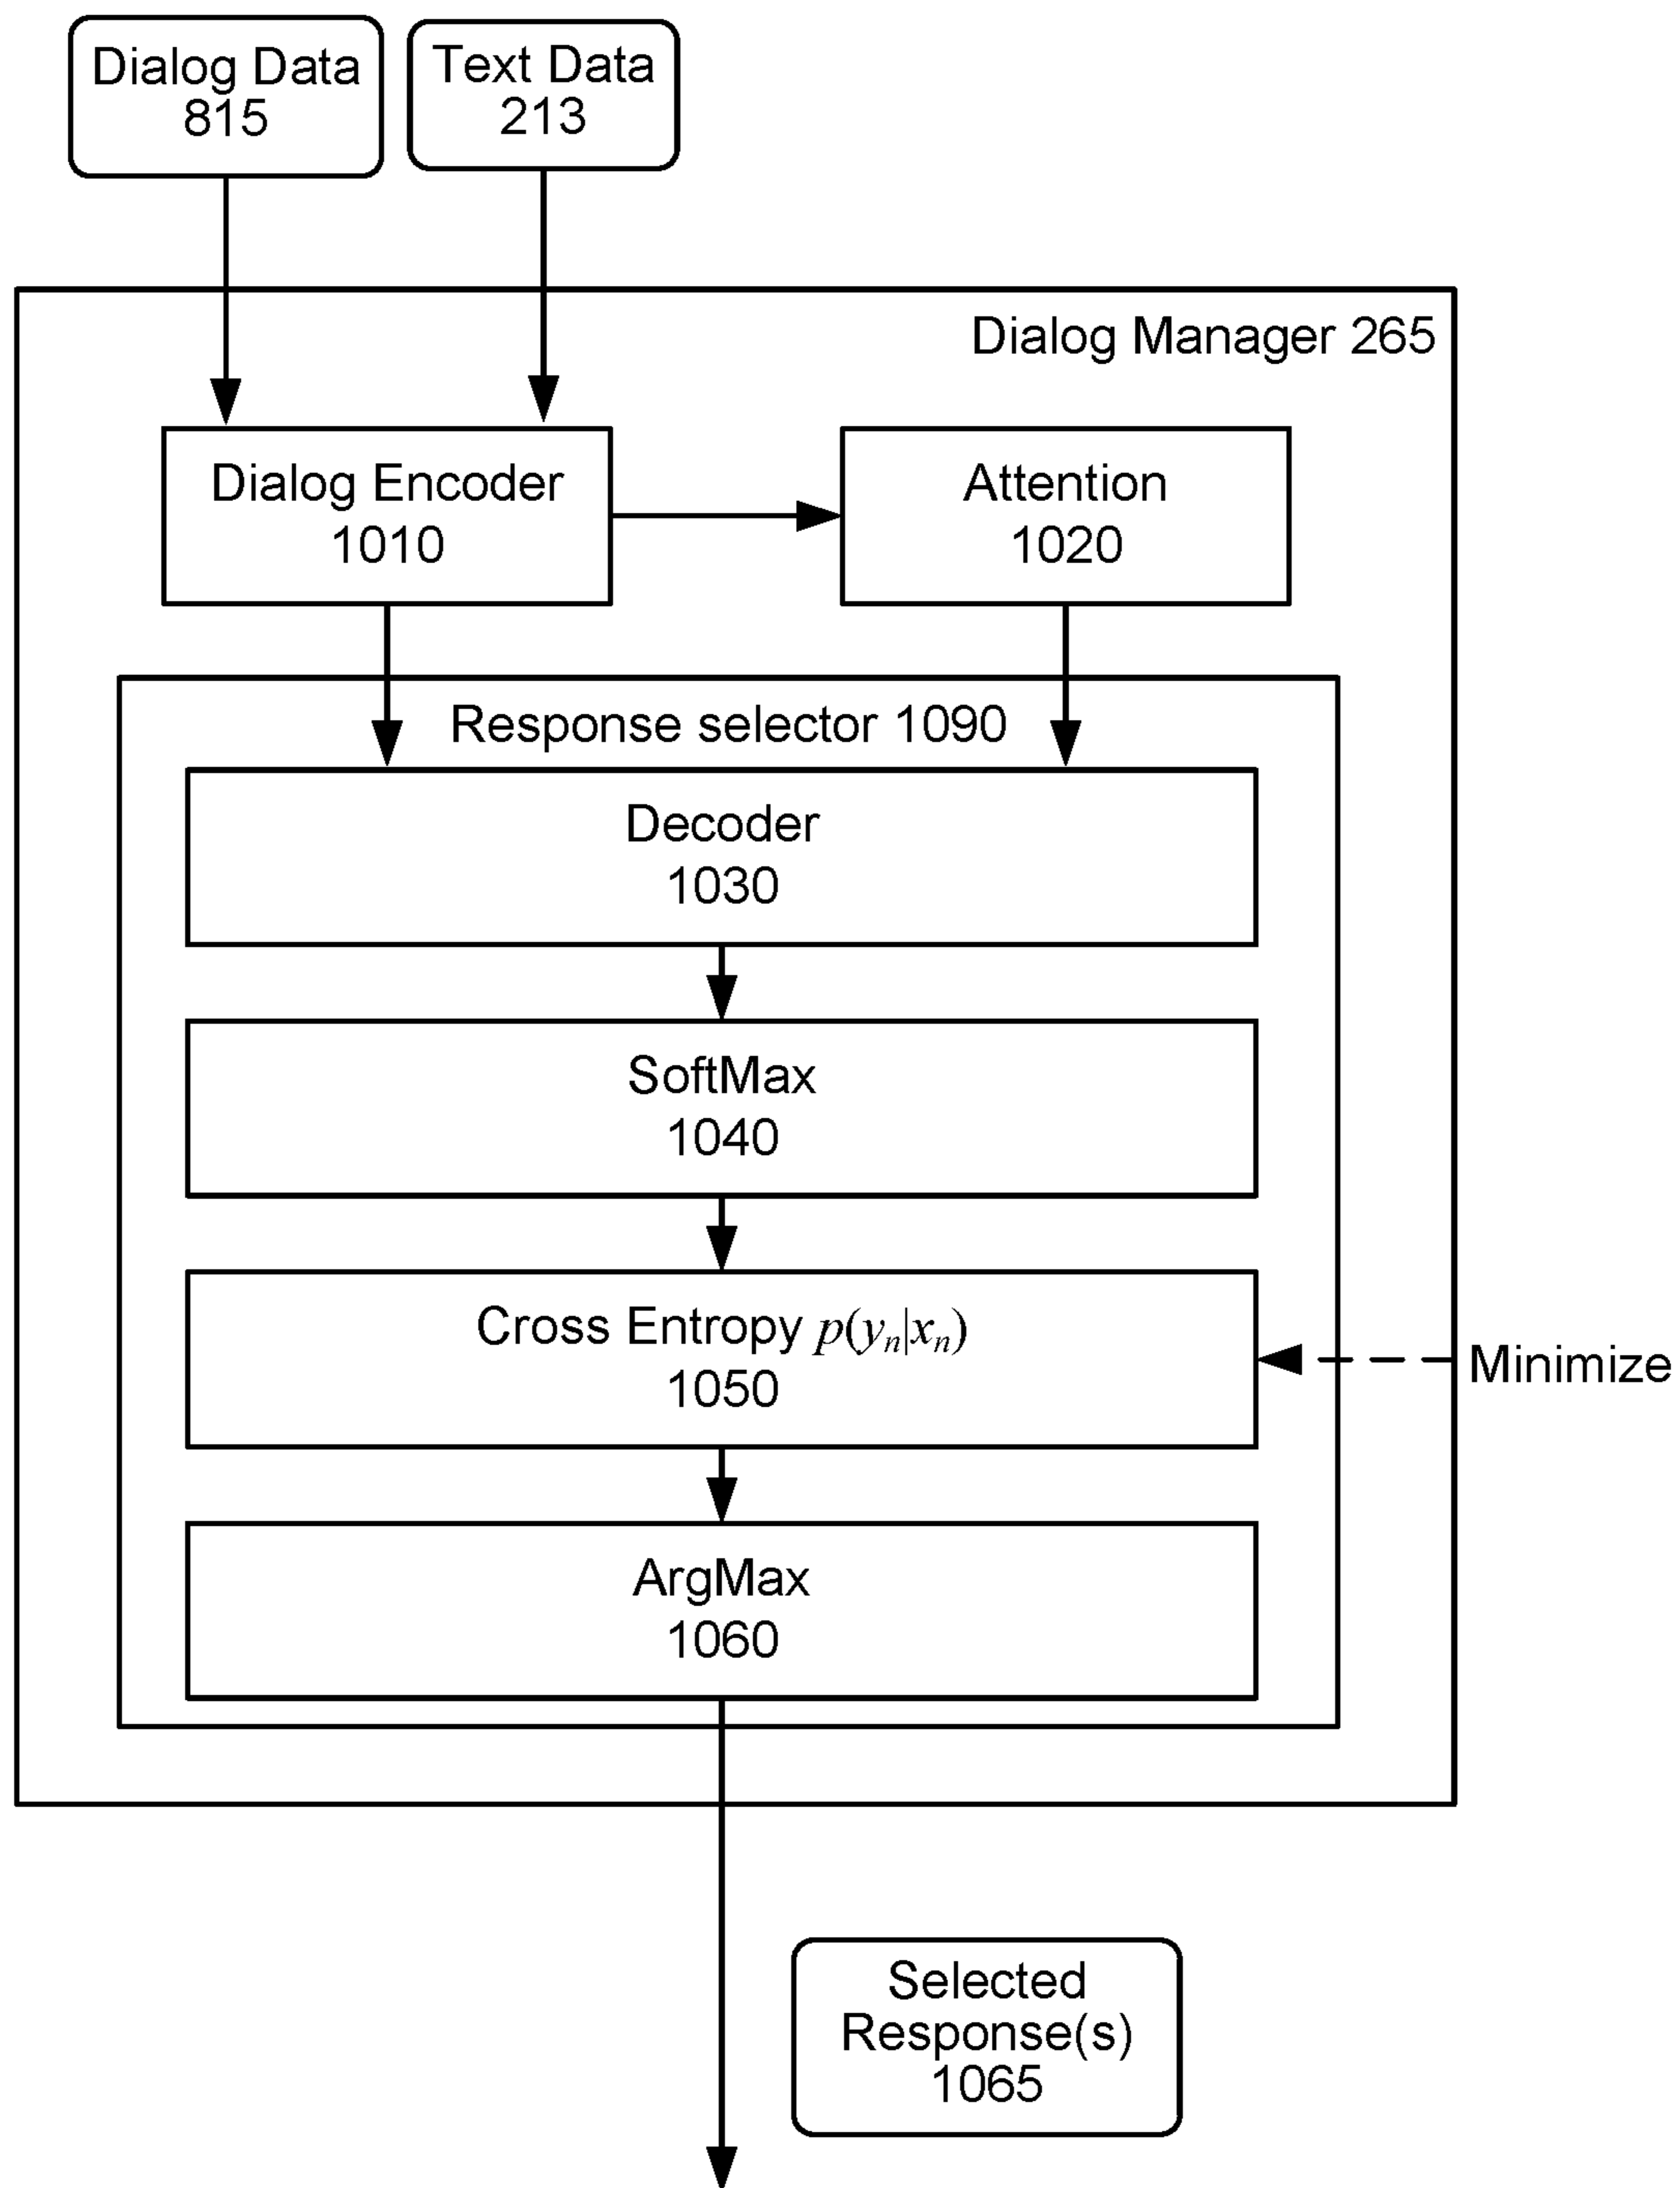 Dialog Data
815
Text Data
213
Dialog Manager 265
Dialog Encoder
1010
Attention
1020
Response selector 1090
Decoder
1030
SoftMax
1040
Cross Entropy p(yₙ|xₙ)
1050
Minimize
ArgMax
1060
Selected
Response(s)
1065